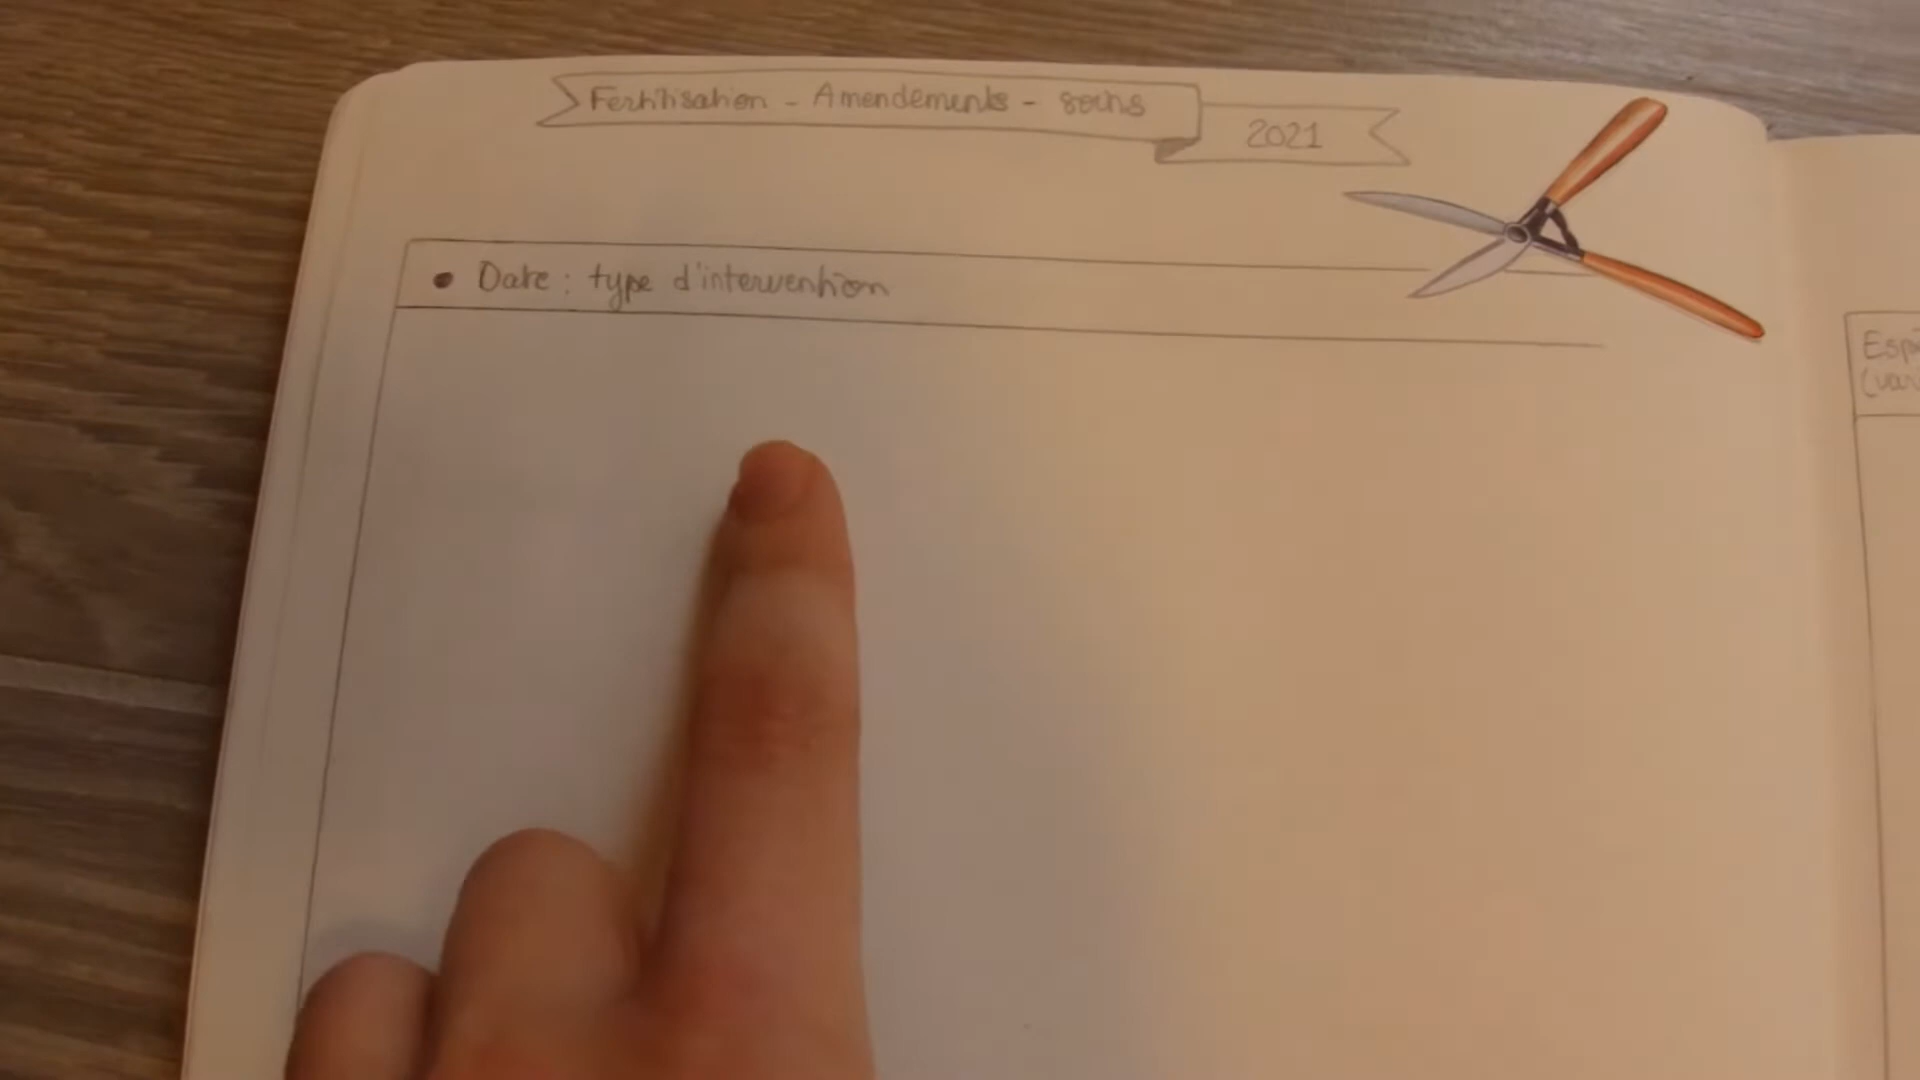 Fertilisation - Amendements - soins
2021
• Date : type d'intervention